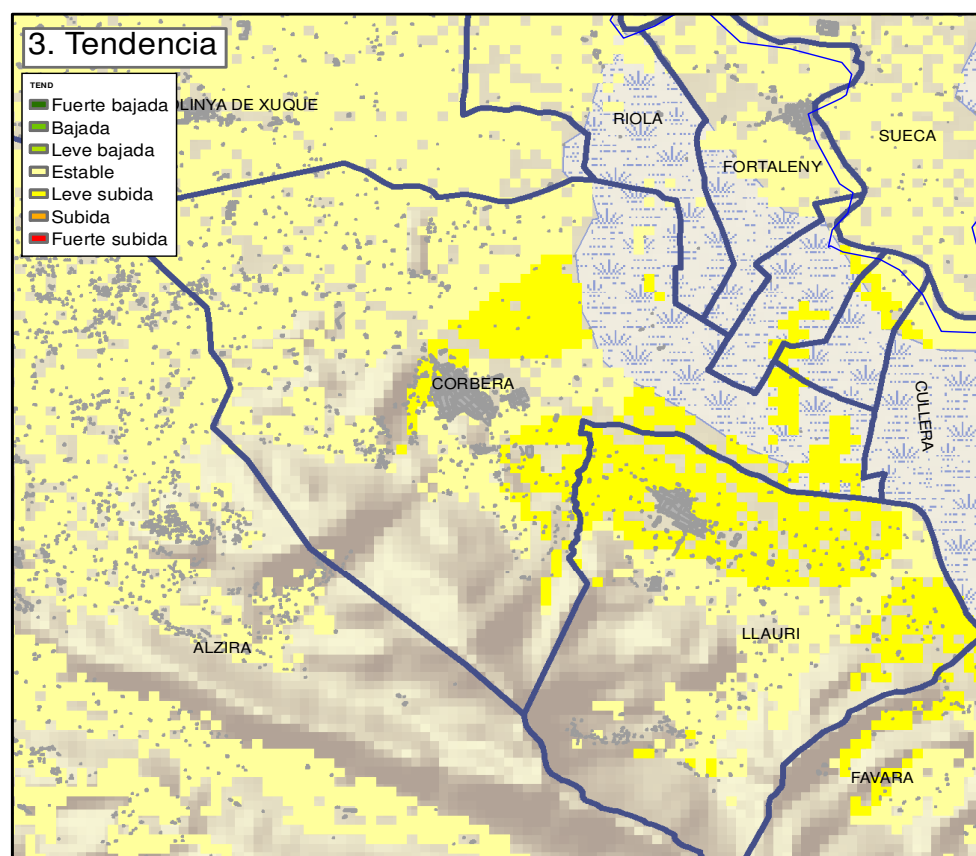 3. Tendencia
TEND
Fuerte bajada
Bajada
Leve bajada
Estable
Leve subida
Subida
Fuerte subida
OLINYA DE XUQUE
RIOLA
SUECA
FORTALENY
CORBERA
CULLERA
ALZIRA
LLAURI
FAVARA